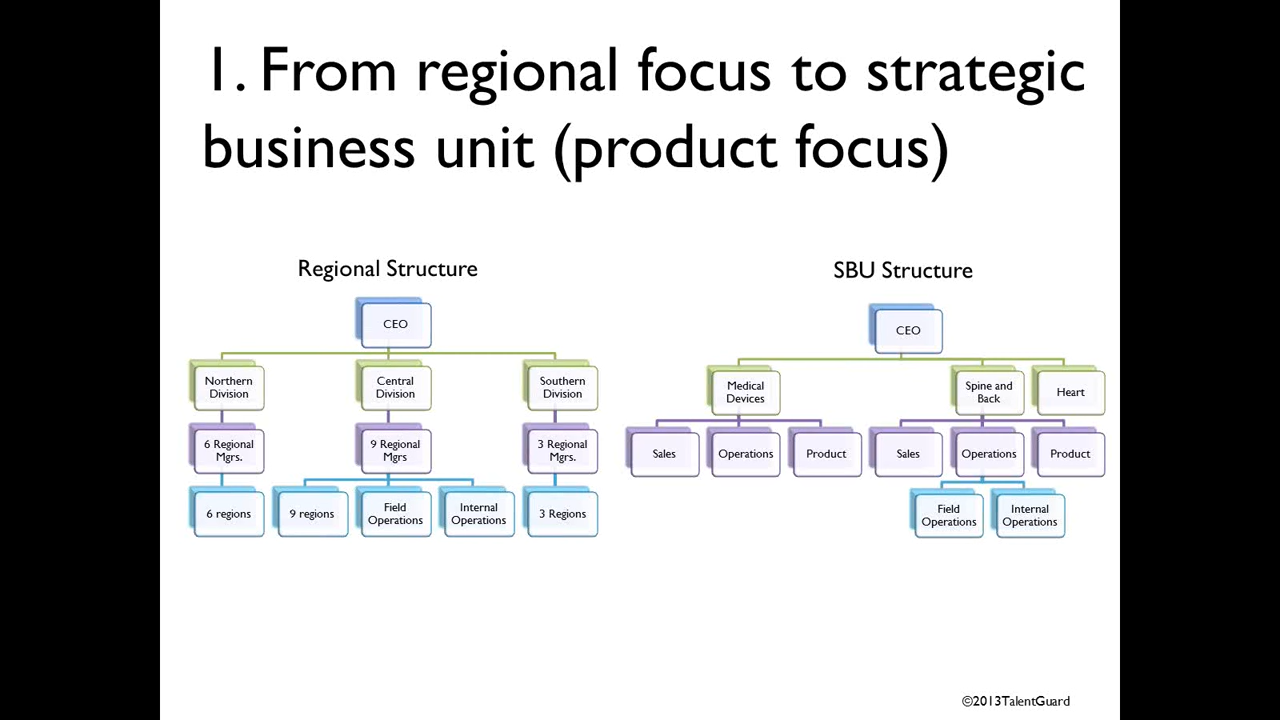 1. From regional focus to strategic
business unit (product focus)
Regional Structure
CEO
Northern
Division
Central
Division
Southern
Division
6 Regional
Mgrs.
9 Regional
Mgrs
3 Regional
Mgrs.
6 regions
9 regions
Field
Operations
Internal
Operations
3 Regions
SBU Structure
CEO
Medical
Devices
Spine and
Back
Heart
Sales
Operations
Product
Sales
Operations
Product
Field
Operations
Internal
Operations
©2013TalentGuard